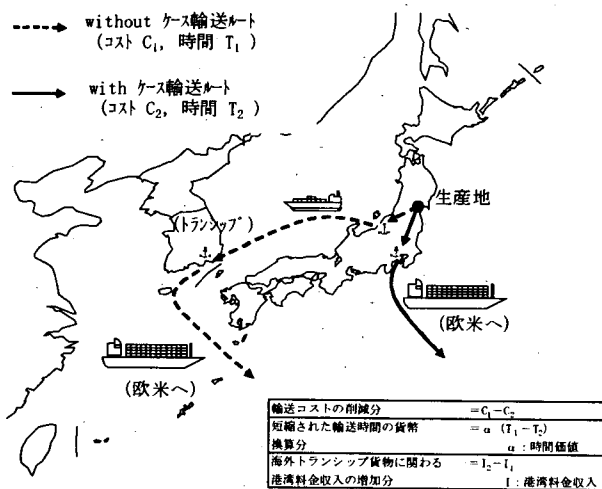 without ケース輸送ルート
(コスト C₁, 時間 T₁)
with ケース輸送ルート
(コスト C₂, 時間 T₂)
生産地
(トランシップ)
(欧米へ)
(欧米へ)
輸送コストの削減分 =C₁-C₂
短縮された輸送時間の貨幣 =α (T₁-T₂)
換算分 α:時間価値
海外トランシップ貨物に関わる =I₂-I₁
港湾料金収入の増加分 I:港湾料金収入